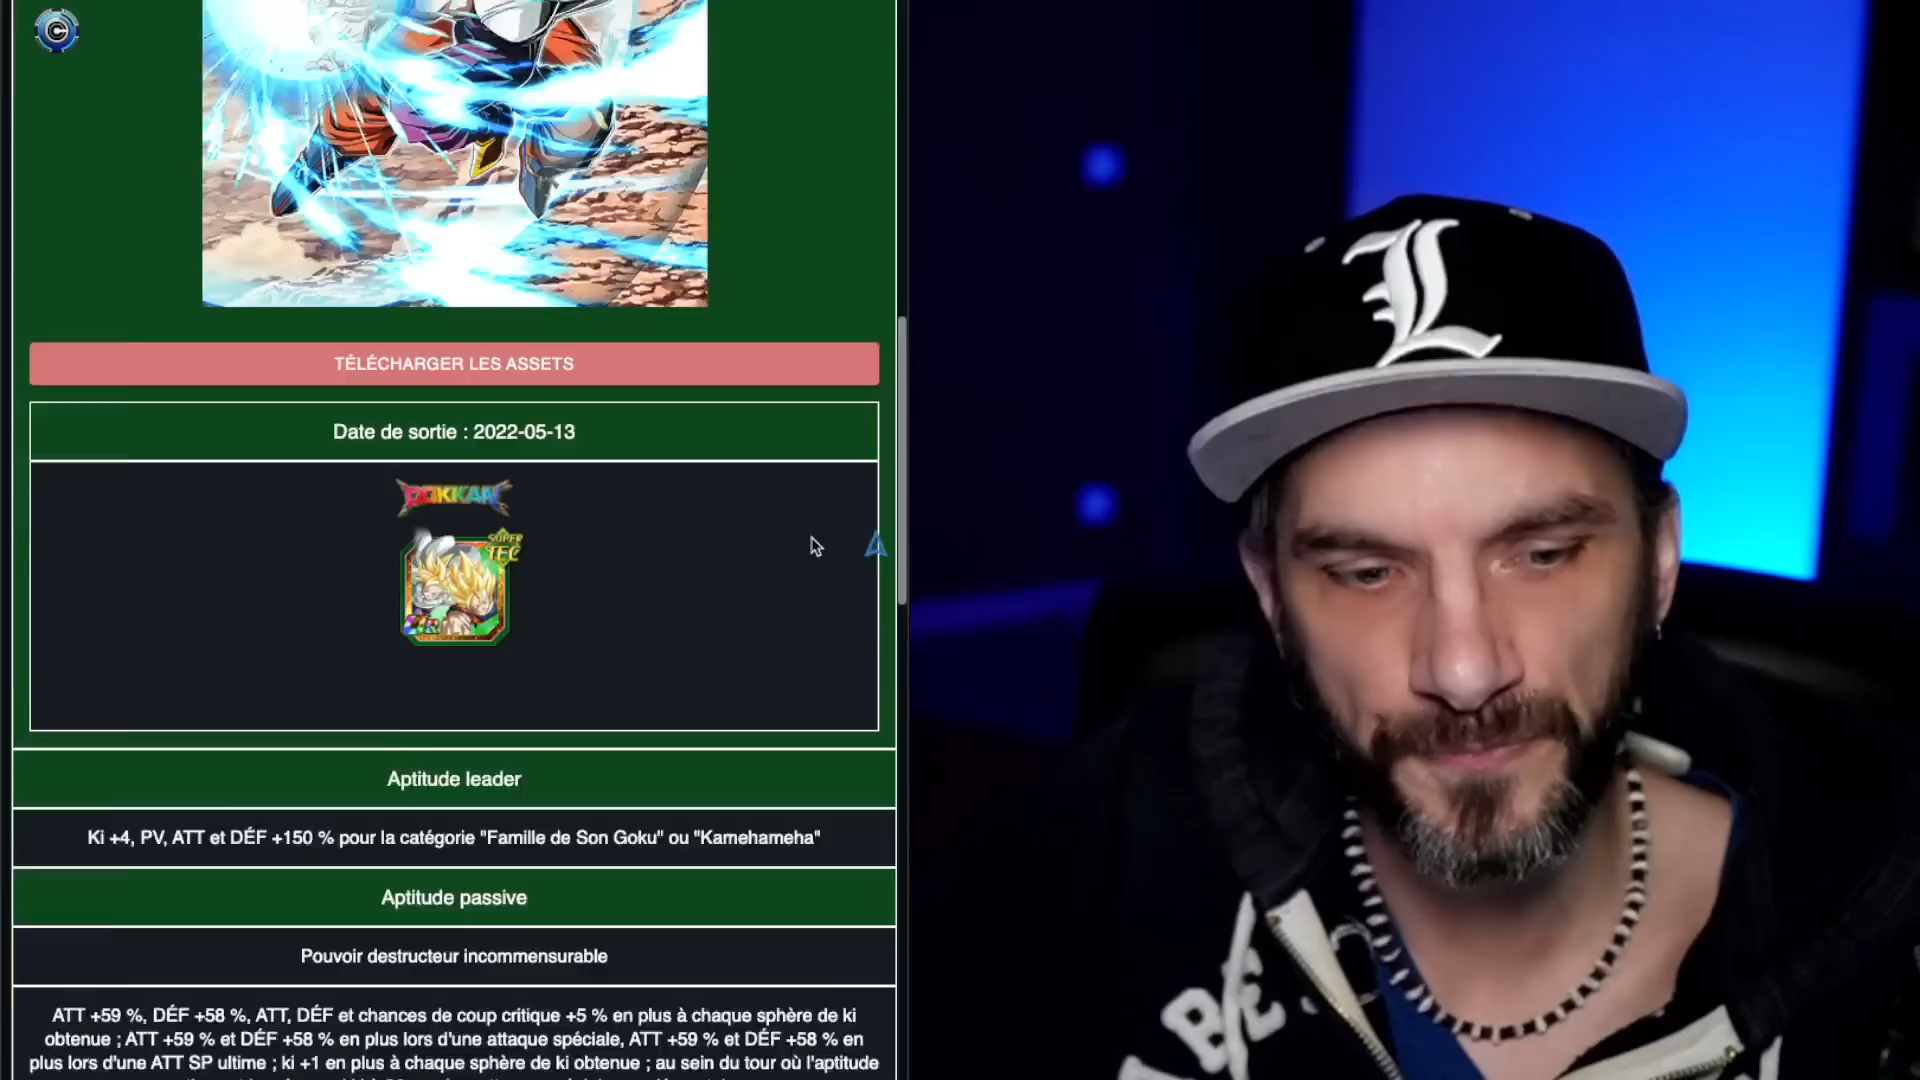 TÉLÉCHARGER LES ASSETS
Date de sortie : 2022-05-13
DOKKAN
SUPER
TEC
Aptitude leader
Ki +4, PV, ATT et DÉF +150 % pour la catégorie "Famille de Son Goku" ou "Kamehameha"
Aptitude passive
Pouvoir destructeur incommensurable
ATT +59 %, DÉF +58 %, ATT, DÉF et chances de coup critique +5 % en plus à chaque sphère de ki
obtenue ; ATT +59 % et DÉF +58 % en plus lors d'une attaque spéciale, ATT +59 % et DÉF +58 % en
plus lors d'une ATT SP ultime ; ki +1 en plus à chaque sphère de ki obtenue ; au sein du tour où l'aptitude
L